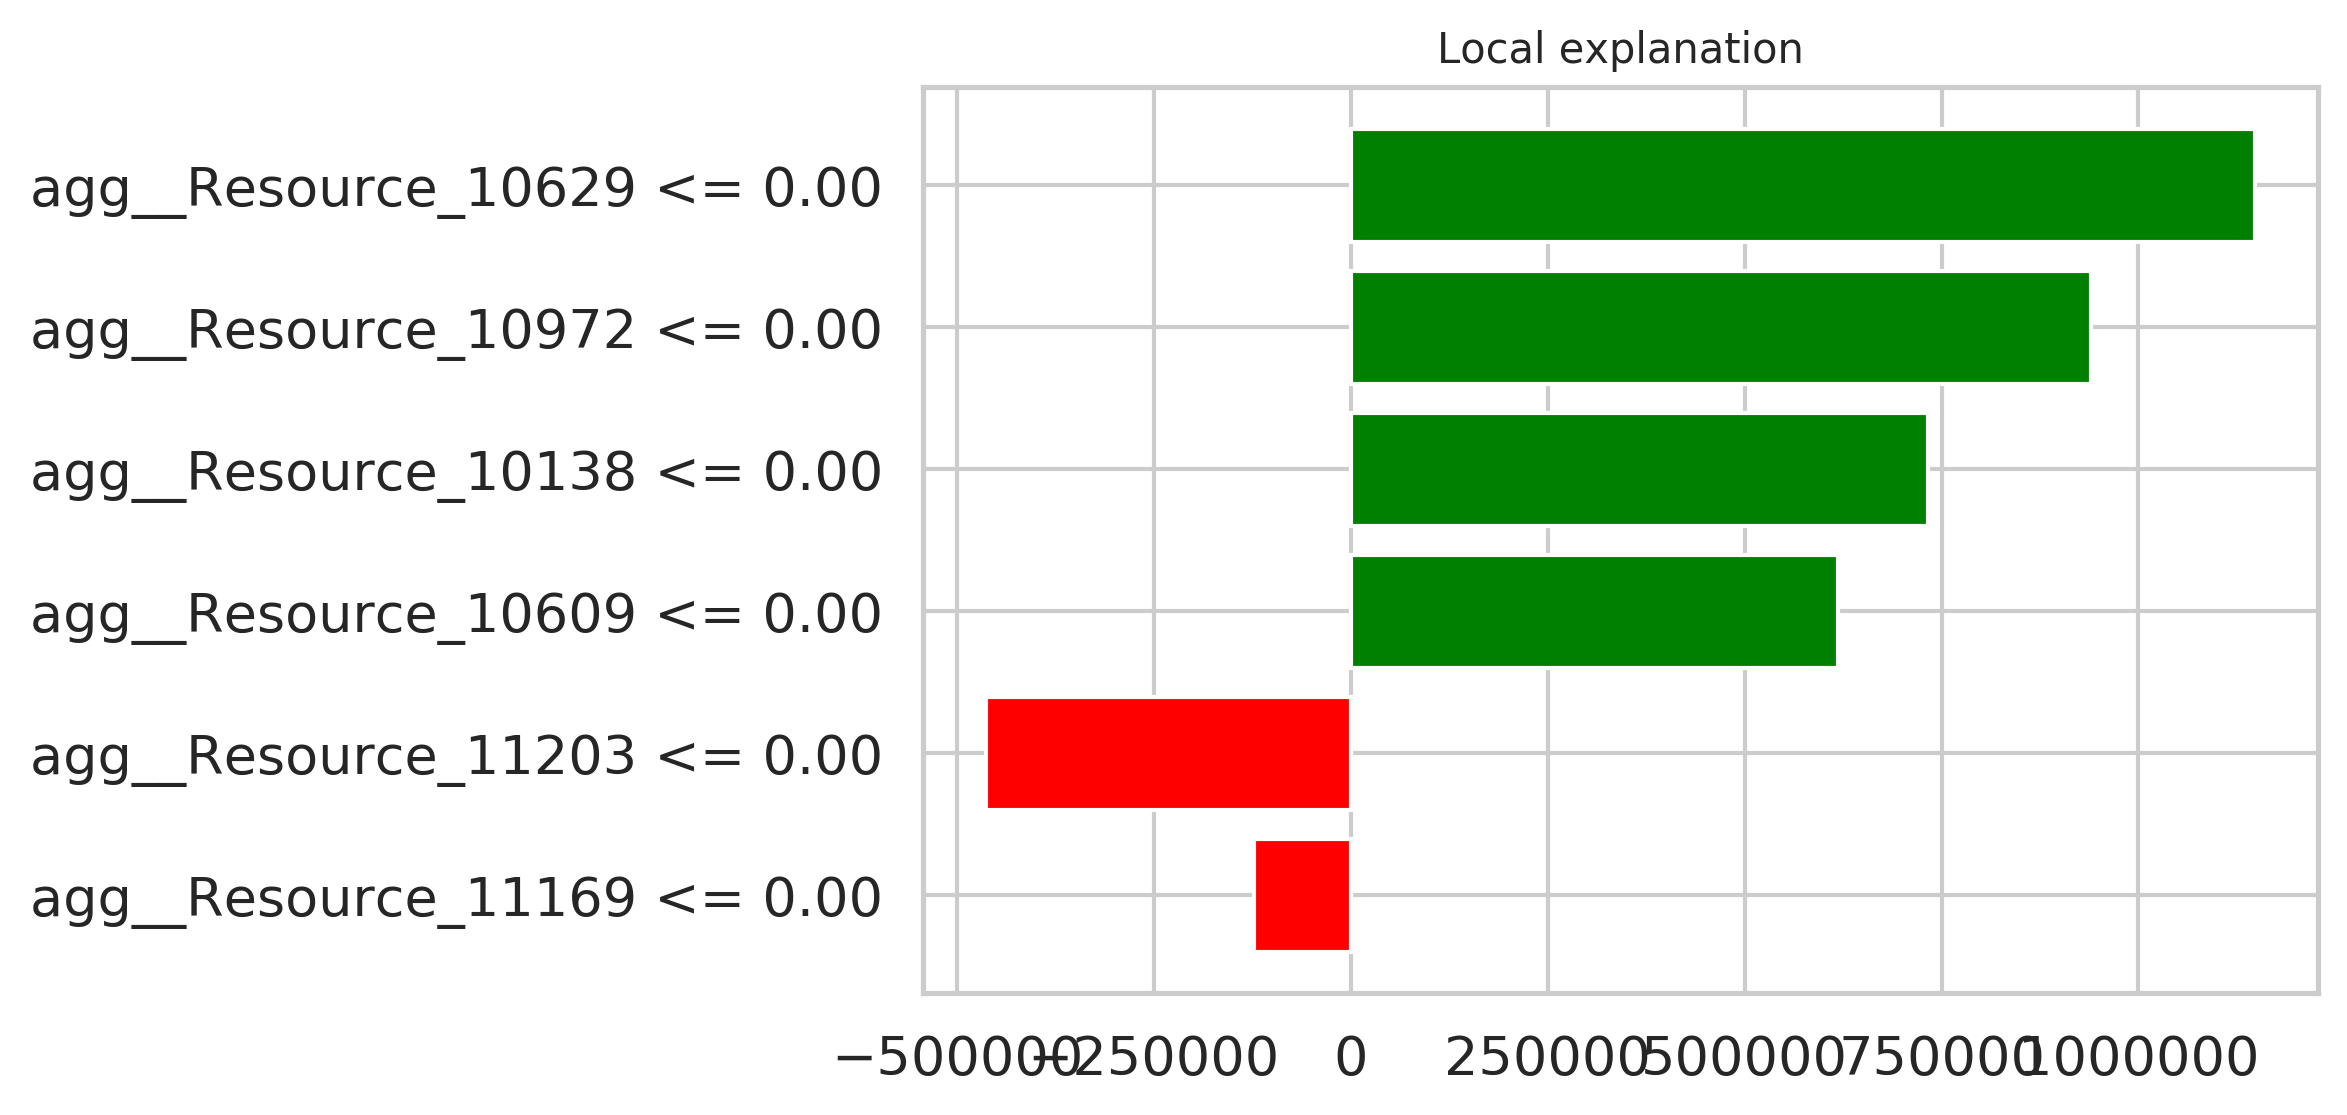 Local explanation
agg__Resource_10629 <= 0.00
agg__Resource_10972 <= 0.00
agg__Resource_10138 <= 0.00
agg__Resource_10609 <= 0.00
agg__Resource_11203 <= 0.00
agg__Resource_11169 <= 0.00
−500000 −250000 0 250000 500000 750000 1000000